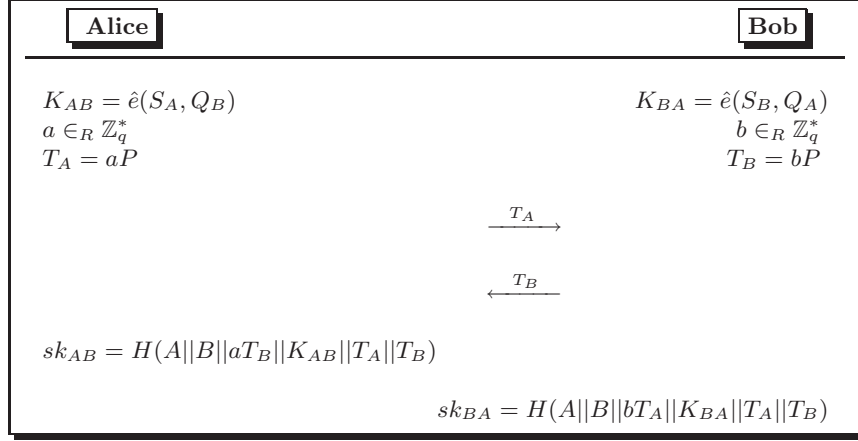 Alice Bob
K_{AB} = ê(S_A, Q_B) K_{BA} = ê(S_B, Q_A)
a ∈_R ℤ_q^* b ∈_R ℤ_q^*
T_A = aP T_B = bP
T_A
T_B
sk_{AB} = H(A||B||aT_B||K_{AB}||T_A||T_B)
sk_{BA} = H(A||B||bT_A||K_{BA}||T_A||T_B)